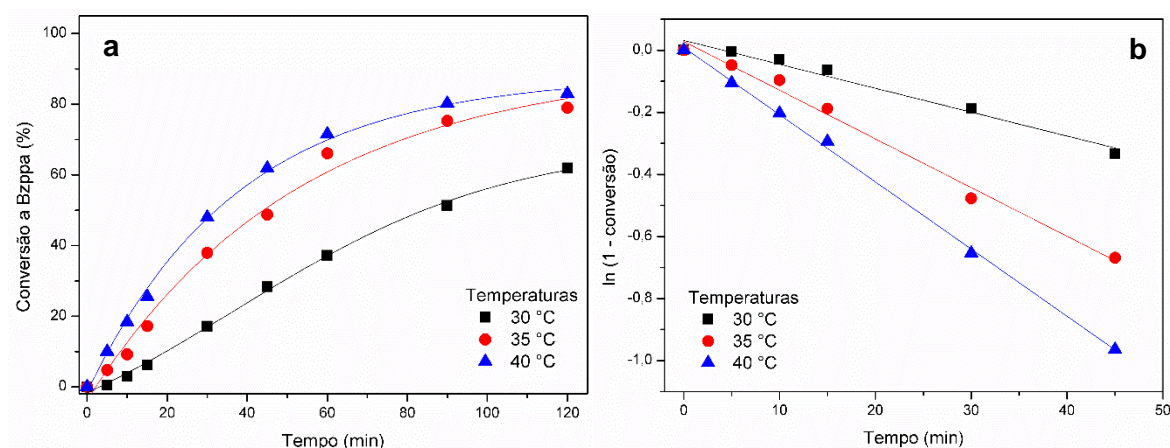 a
Conversão a Bzppa (%)
100
80
60
40
20
0
0 20 40 60 80 100 120
Tempo (min)
Temperaturas
30 °C
35 °C
40 °C
b
ln (1 - conversão)
0,0
-0,2
-0,4
-0,6
-0,8
-1,0
0 10 20 30 40 50
Tempo (min)
Temperaturas
30 °C
35 °C
40 °C